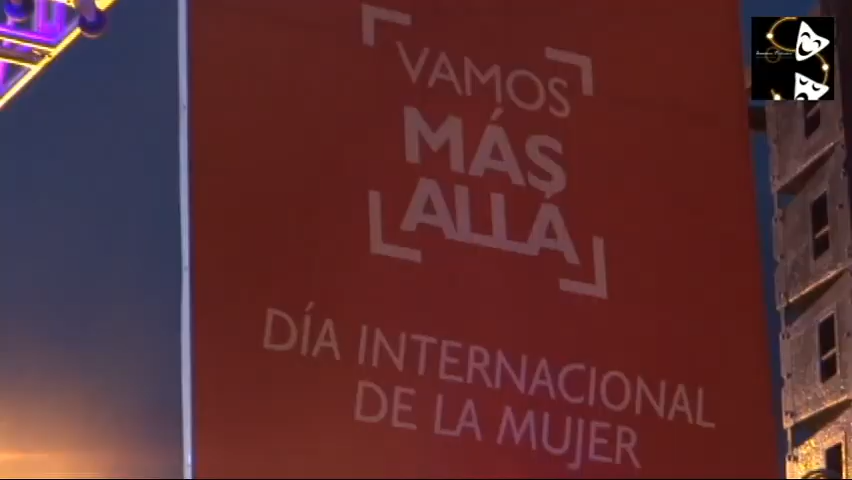 VAMOS
MÁS
ALLÁ
DÍA INTERNACIONAL
DE LA MUJER